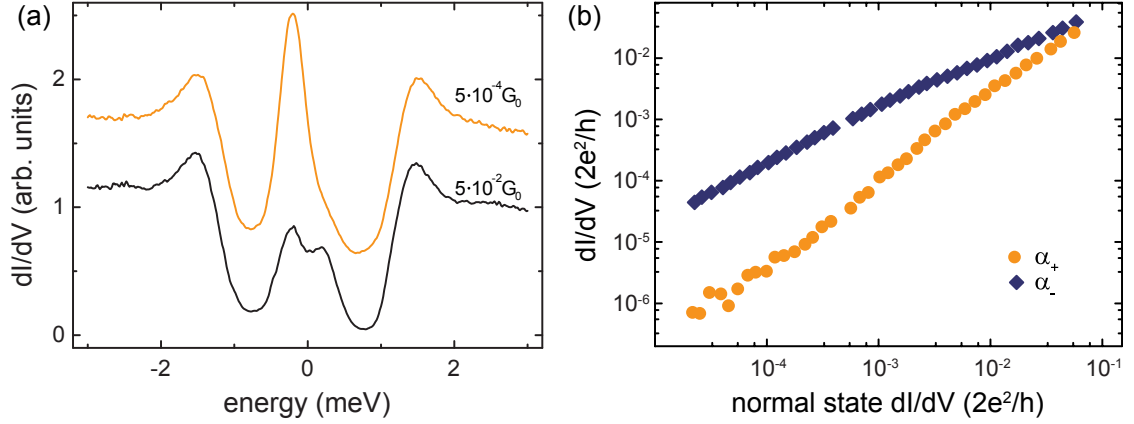 (a)
dI/dV (arb. units)
2
1
0
5·10⁻⁴G₀
5·10⁻²G₀
-2
0
2
energy (meV)
(b)
dI/dV (2e²/h)
10⁻²
10⁻³
10⁻⁴
10⁻⁵
10⁻⁶
α₊
α₋
10⁻⁴
10⁻³
10⁻²
10⁻¹
normal state dI/dV (2e²/h)